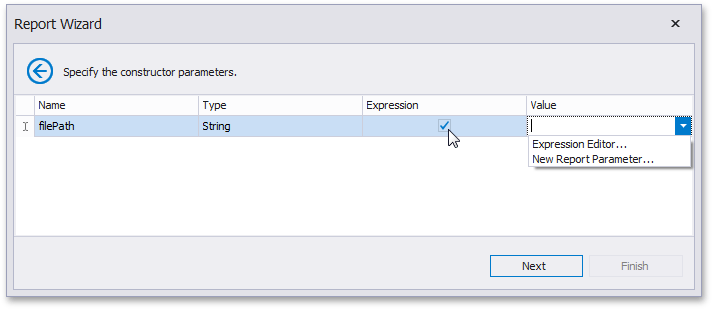 Report Wizard
Specify the constructor parameters.
Name Type Expression Value
filePath String
Expression Editor...
New Report Parameter...
Next Finish